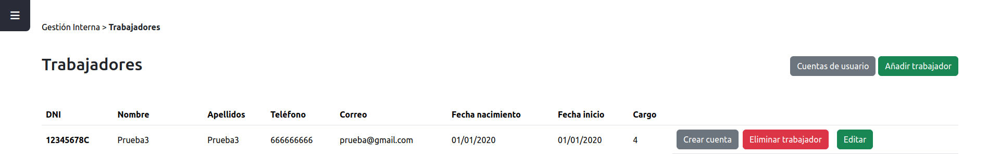 Gestión Interna > Trabajadores
Trabajadores
Cuentas de usuario Añadir trabajador
DNI Nombre Apellidos Teléfono Correo Fecha nacimiento Fecha inicio Cargo
12345678C Prueba3 Prueba3 666666666 prueba@gmail.com 01/01/2020 01/01/2020 4 Crear cuenta Eliminar trabajador Editar